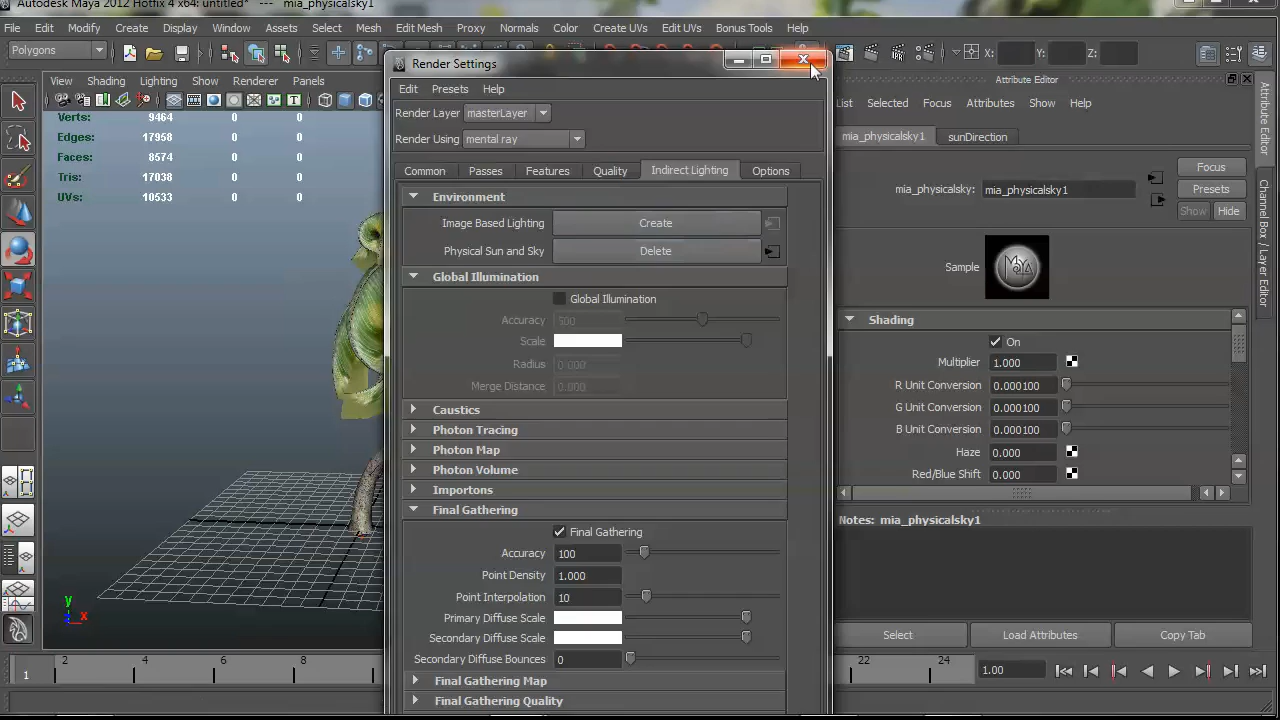 Autodesk Maya 2012 Hotfix 4 x64: untitled*   ---   mia_physicalsky1
File Edit Modify Create Display Window Assets Select Mesh Edit Mesh Proxy Normals Color Create UVs Edit UVs Bonus Tools Help
Polygons
X: Y: Z:
View Shading Lighting Show Renderer Panels
Verts: 9464 0 0
Edges: 17958 0 0
Faces: 8574 0 0
Tris: 17038 0 0
UVs: 10533 0 0
y
z x
Render Settings
Edit Presets Help
Render Layer masterLayer
Render Using mental ray
Common Passes Features Quality Indirect Lighting Options
Environment
Image Based Lighting Create
Physical Sun and Sky Delete
Global Illumination
Global Illumination
Accuracy 500
Scale
Radius 0.000
Merge Distance 0.000
Caustics
Photon Tracing
Photon Map
Photon Volume
Importons
Final Gathering
Final Gathering
Accuracy 100
Point Density 1.000
Point Interpolation 10
Primary Diffuse Scale
Secondary Diffuse Scale
Secondary Diffuse Bounces 0
Final Gathering Map
Final Gathering Quality
Attribute Editor
List Selected Focus Attributes Show Help
mia_physicalsky1 sunDirection
Focus
mia_physicalsky: mia_physicalsky1 Presets
Show Hide
Sample
MAYA
Shading
On
Multiplier 1.000
R Unit Conversion 0.000100
G Unit Conversion 0.000100
B Unit Conversion 0.000100
Haze 0.000
Red/Blue Shift 0.000
Notes: mia_physicalsky1
Select Load Attributes Copy Tab
Attribute Editor
Channel Box / Layer Editor
1 2 4 6 8 22 24 1.00